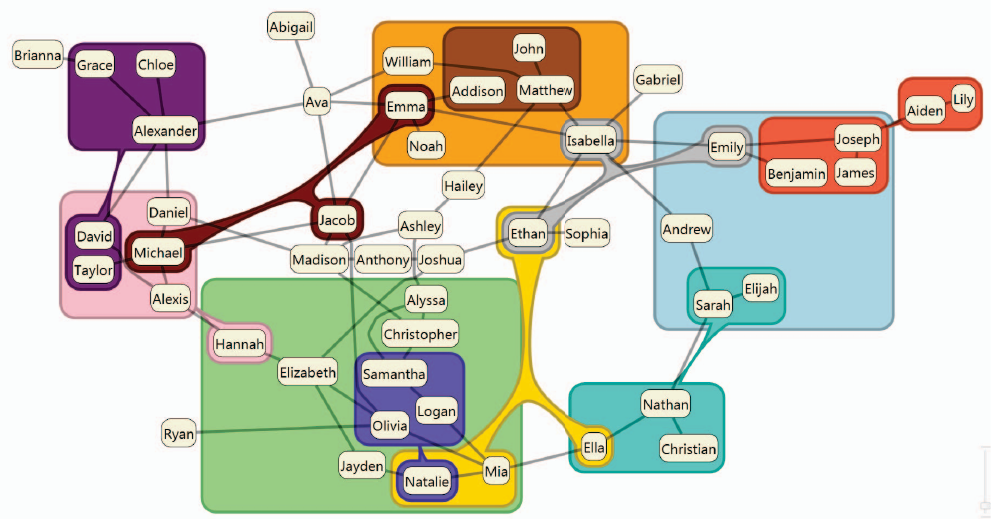 Abigail
Brianna
Grace
Chloe
William
John
Gabriel
Ava
Emma
Addison
Matthew
Lily
Aiden
Alexander
Noah
Isabella
Emily
Joseph
Benjamin
James
Hailey
Daniel
Jacob
Ashley
David
Michael
Ethan
Sophia
Andrew
Taylor
Madison
Anthony
Joshua
Alexis
Alyssa
Sarah
Elijah
Hannah
Christopher
Elizabeth
Samantha
Logan
Nathan
Ryan
Olivia
Ella
Christian
Jayden
Natalie
Mia